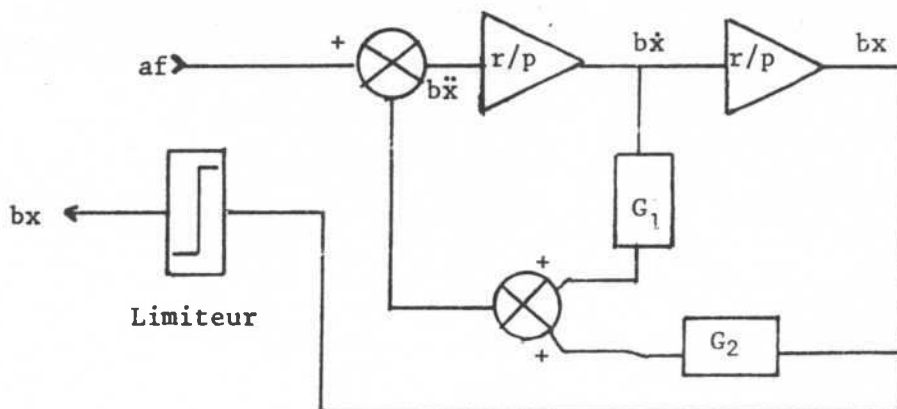 +
af
r/p
bẋ
r/p
bx
bẍ
bx
G₁
+
Limiteur
G₂
+